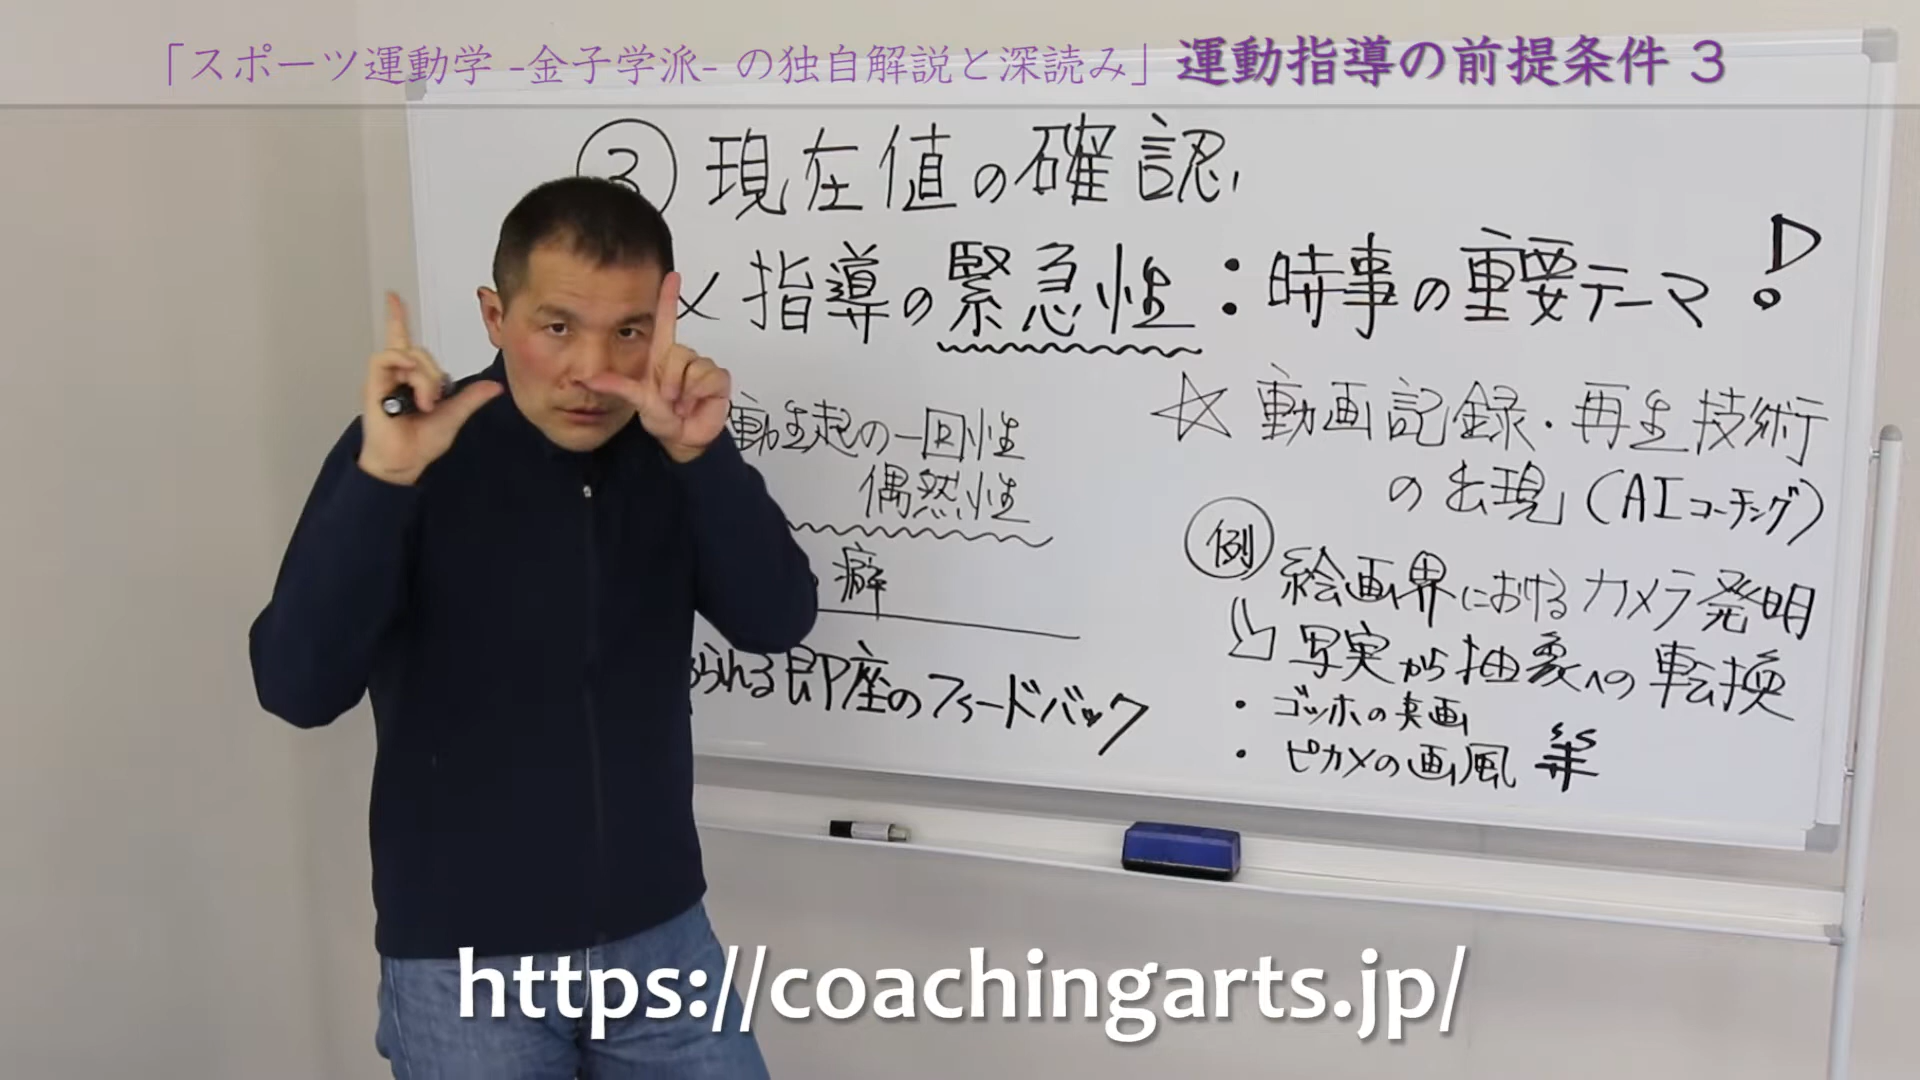 「スポーツ運動学 -金子学派- の独自解説と深読み」 運動指導の前提条件 3
③ 現在値の確認
指導の緊急性：時事の重要テーマ！
動生起の一回性
偶然性
癖
られる即座のフィードバック
☆ 動画記録・再生技術
の出現（AIコーチング）
例 絵画界におけるカメラ発明
写実から抽象への転換
・ゴッホの
・ピカソの画風 等
https://coachingarts.jp/